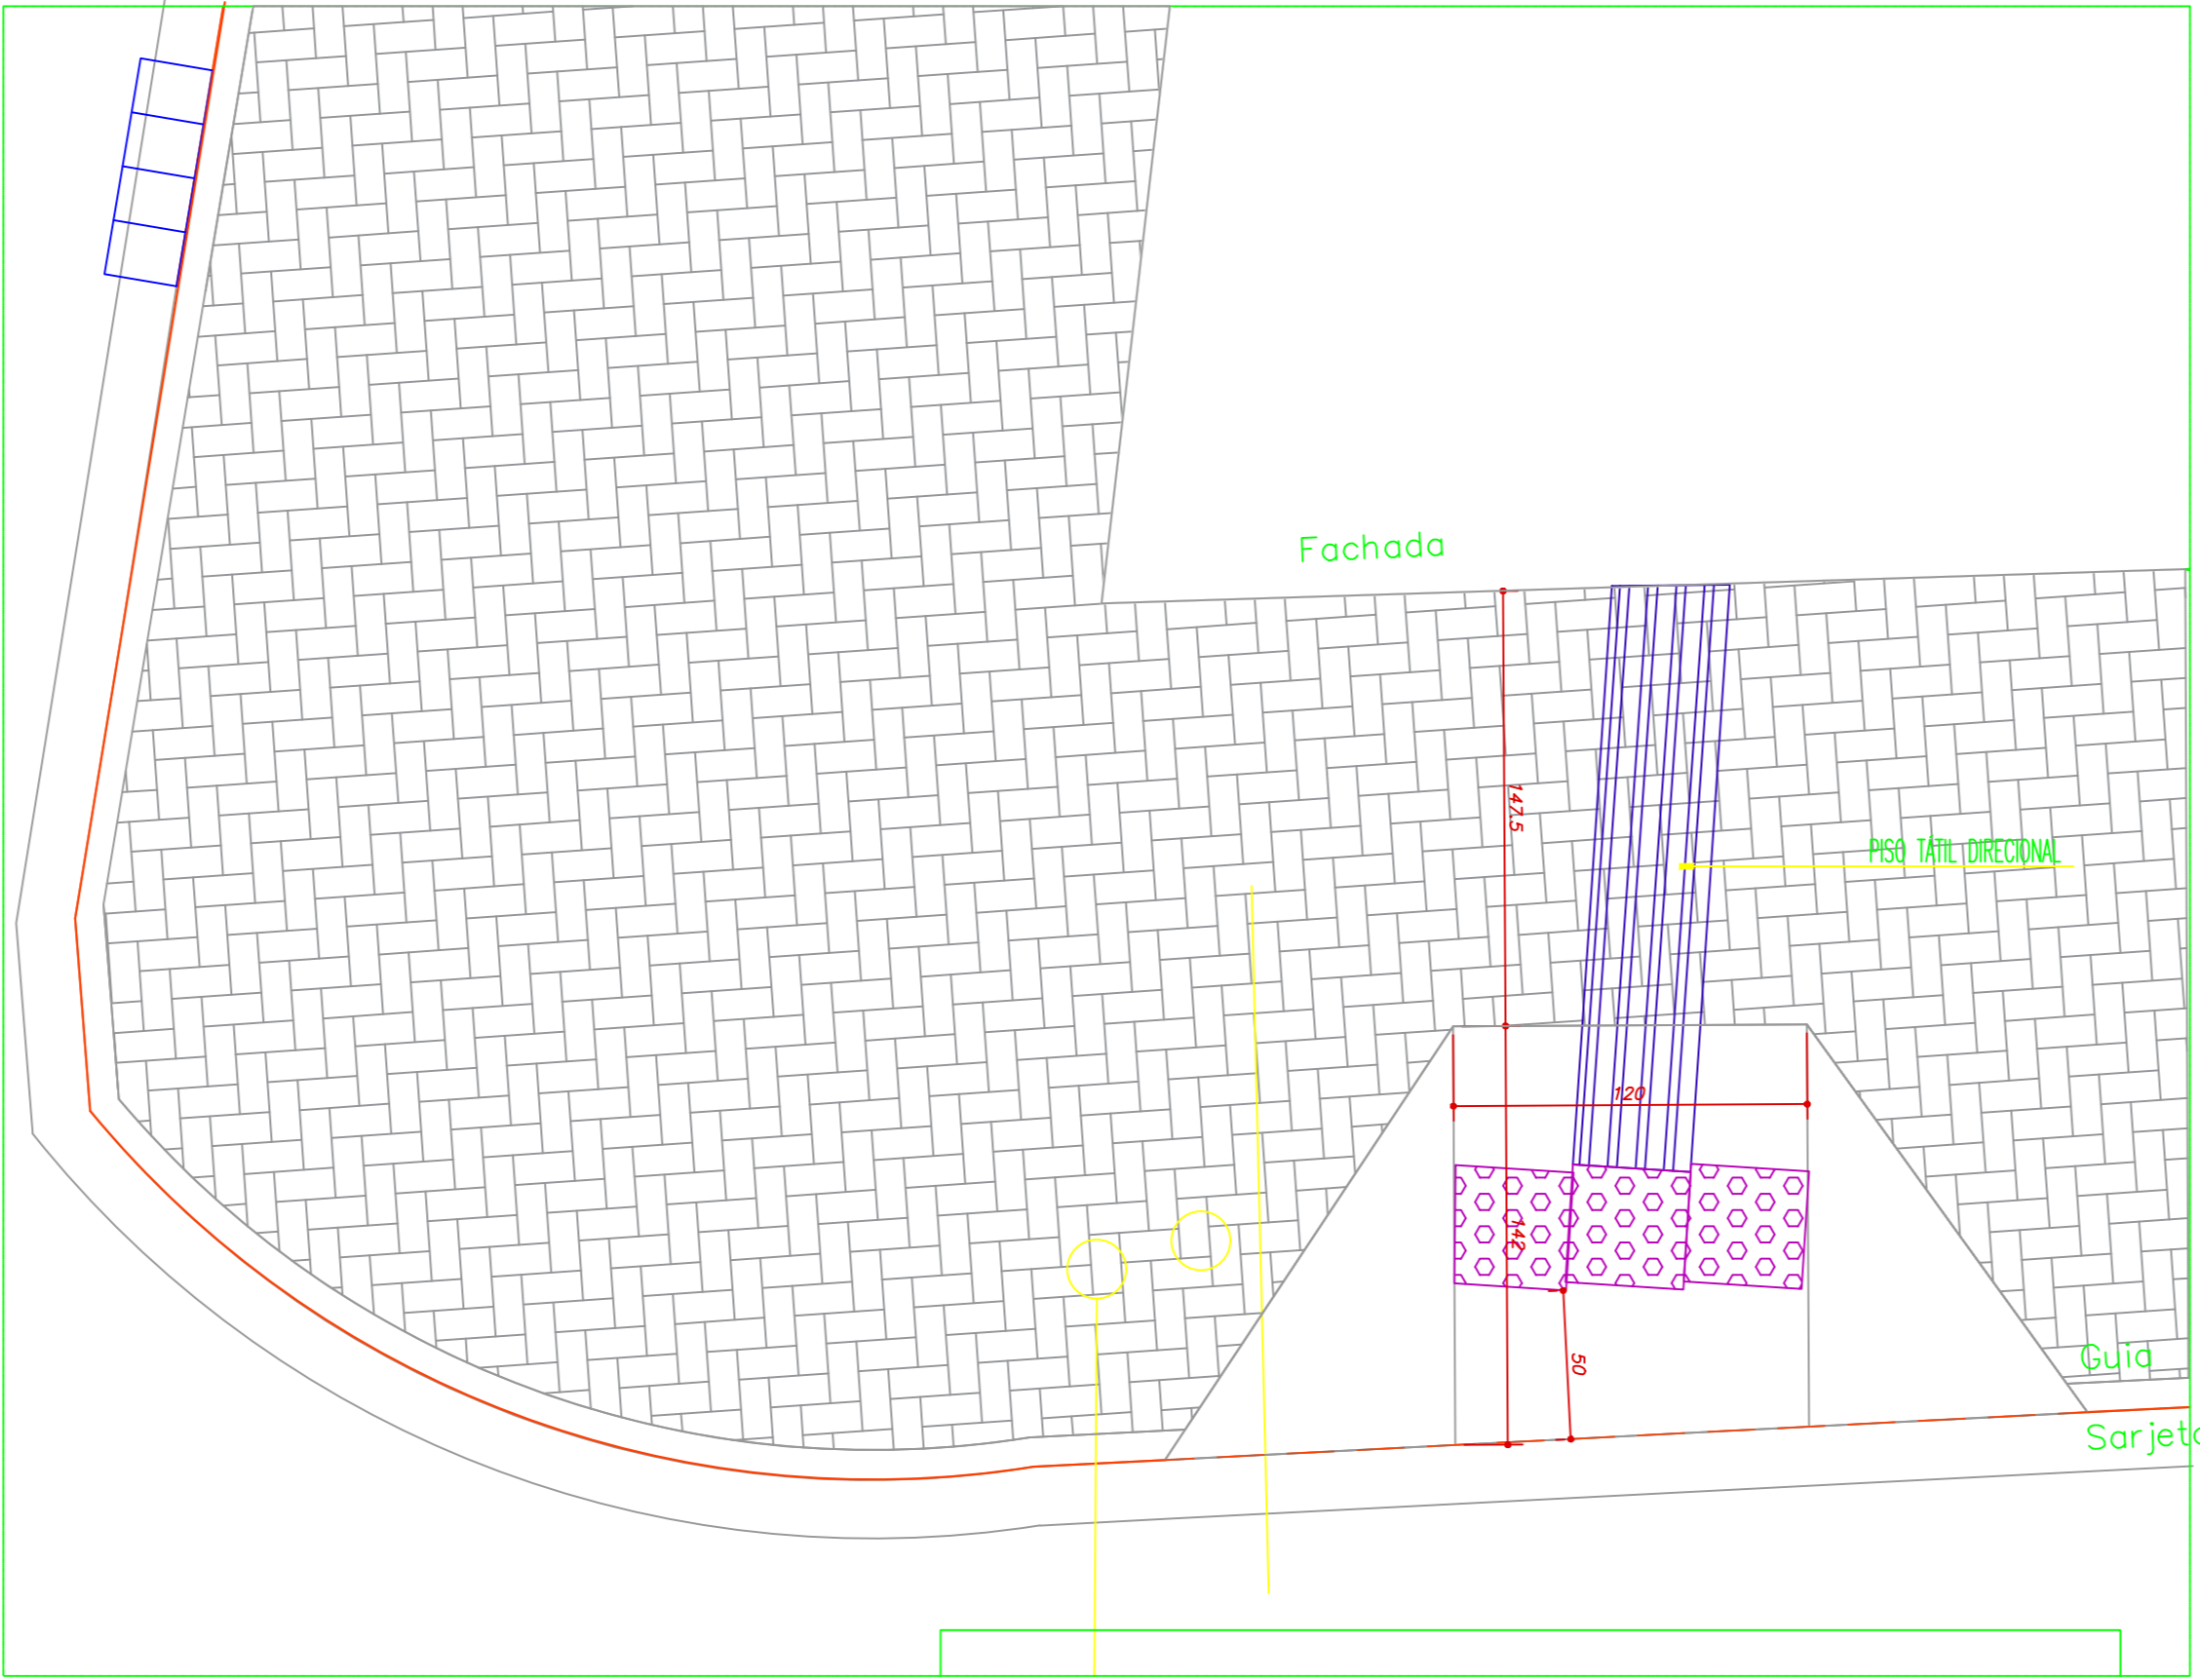 Fachada
147.5
PISO TÁTIL DIRECIONAL
120
142
50
Guia
Sarjeta